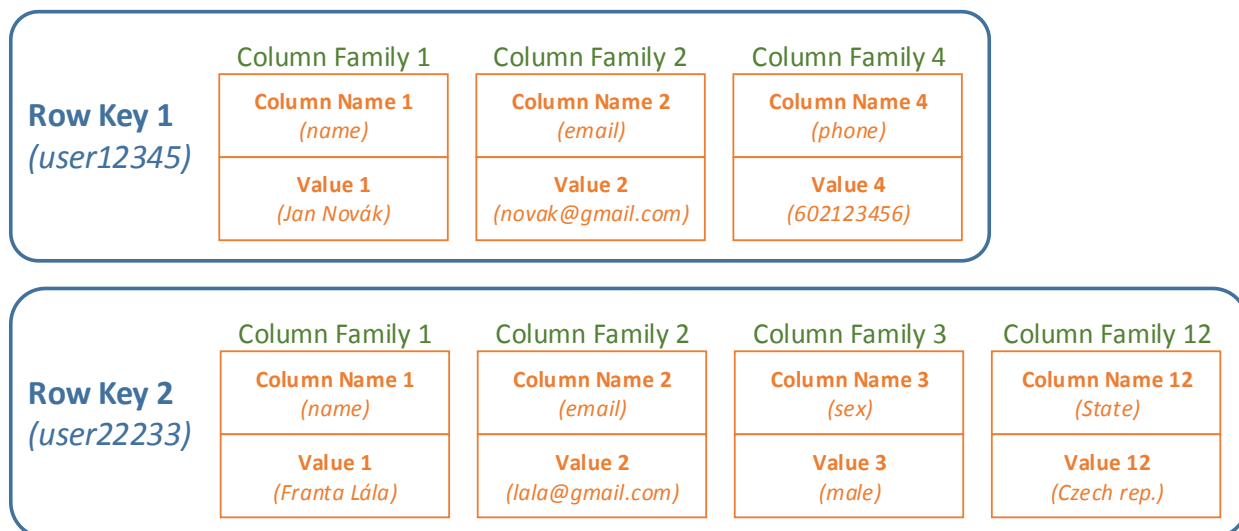 Column Family 1
Column Family 2
Column Family 4
Row Key 1
(user12345)
Column Name 1
(name)
Column Name 2
(email)
Column Name 4
(phone)
Value 1
(Jan Novák)
Value 2
(novak@gmail.com)
Value 4
(602123456)
Column Family 1
Column Family 2
Column Family 3
Column Family 12
Row Key 2
(user22233)
Column Name 1
(name)
Column Name 2
(email)
Column Name 3
(sex)
Column Name 12
(State)
Value 1
(Franta Lála)
Value 2
(lala@gmail.com)
Value 3
(male)
Value 12
(Czech rep.)